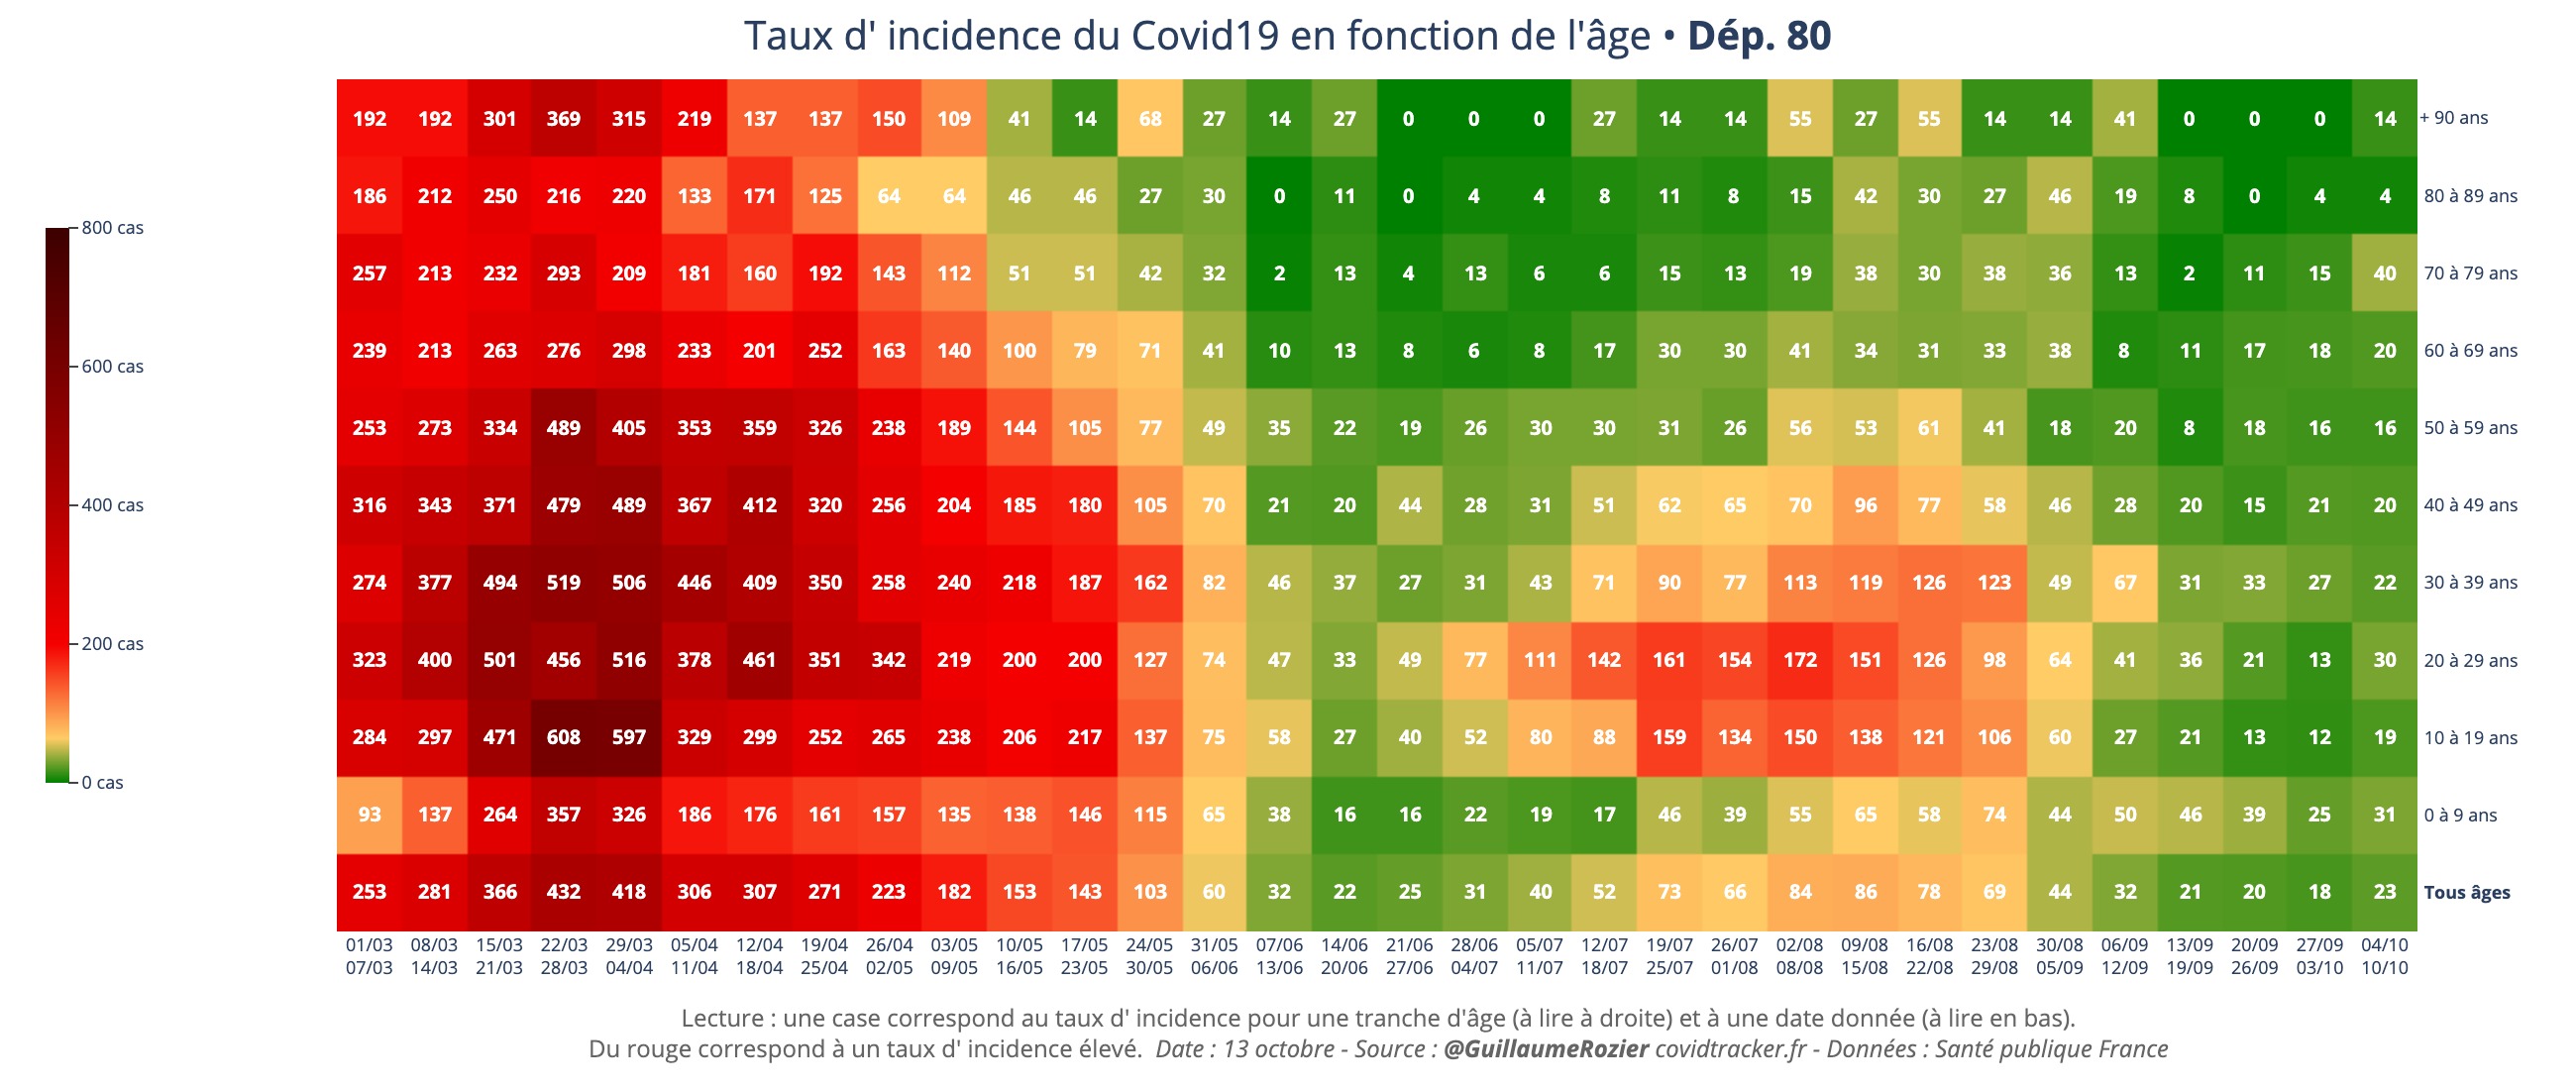 Taux d' incidence du Covid19 en fonction de l'âge • Dép. 80
800 cas
600 cas
400 cas
200 cas
0 cas
192 192 301 369 315 219 137 137 150 109 41 14 68 27 14 27 0 0 0 27 14 14 55 27 55 14 14 41 0 0 0 14 + 90 ans
186 212 250 216 220 133 171 125 64 64 46 46 27 30 0 11 0 4 4 8 11 8 15 42 30 27 46 19 8 0 4 4 80 à 89 ans
257 213 232 293 209 181 160 192 143 112 51 51 42 32 2 13 4 13 6 6 15 13 19 38 30 38 36 13 2 11 15 40 70 à 79 ans
239 213 263 276 298 233 201 252 163 140 100 79 71 41 10 13 8 6 8 17 30 30 41 34 31 33 38 8 11 17 18 20 60 à 69 ans
253 273 334 489 405 353 359 326 238 189 144 105 77 49 35 22 19 26 30 30 31 26 56 53 61 41 18 20 8 18 16 16 50 à 59 ans
316 343 371 479 489 367 412 320 256 204 185 180 105 70 21 20 44 28 31 51 62 65 70 96 77 58 46 28 20 15 21 20 40 à 49 ans
274 377 494 519 506 446 409 350 258 240 218 187 162 82 46 37 27 31 43 71 90 77 113 119 126 123 49 67 31 33 27 22 30 à 39 ans
323 400 501 456 516 378 461 351 342 219 200 200 127 74 47 33 49 77 111 142 161 154 172 151 126 98 64 41 36 21 13 30 20 à 29 ans
284 297 471 608 597 329 299 252 265 238 206 217 137 75 58 27 40 52 80 88 159 134 150 138 121 106 60 27 21 13 12 19 10 à 19 ans
93 137 264 357 326 186 176 161 157 135 138 146 115 65 38 16 16 22 19 17 46 39 55 65 58 74 44 50 46 39 25 31 0 à 9 ans
253 281 366 432 418 306 307 271 223 182 153 143 103 60 32 22 25 31 40 52 73 66 84 86 78 69 44 32 21 20 18 23 Tous âges
01/03 08/03 15/03 22/03 29/03 05/04 12/04 19/04 26/04 03/05 10/05 17/05 24/05 31/05 07/06 14/06 21/06 28/06 05/07 12/07 19/07 26/07 02/08 09/08 16/08 23/08 30/08 06/09 13/09 20/09 27/09 04/10
07/03 14/03 21/03 28/03 04/04 11/04 18/04 25/04 02/05 09/05 16/05 23/05 30/05 06/06 13/06 20/06 27/06 04/07 11/07 18/07 25/07 01/08 08/08 15/08 22/08 29/08 05/09 12/09 19/09 26/09 03/10 10/10
Lecture : une case correspond au taux d' incidence pour une tranche d'âge (à lire à droite) et à une date donnée (à lire en bas).
Du rouge correspond à un taux d' incidence élevé. Date : 13 octobre - Source : @GuillaumeRozier covidtracker.fr - Données : Santé publique France